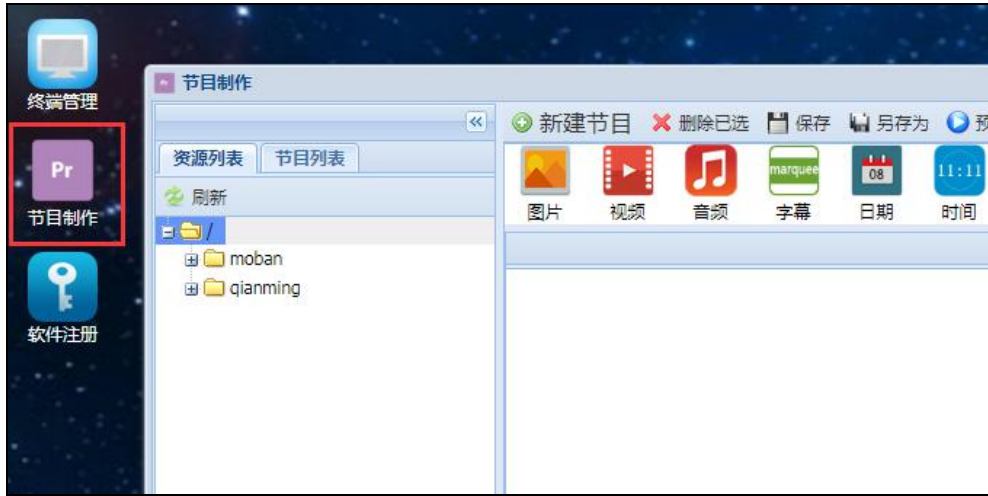 终端管理
Pr
节目制作
软件注册
节目制作
资源列表 节目列表
刷新
/
moban
qianming
新建节目 删除已选 保存 另存为
marquee 08 11:11
图片 视频 音频 字幕 日期 时间